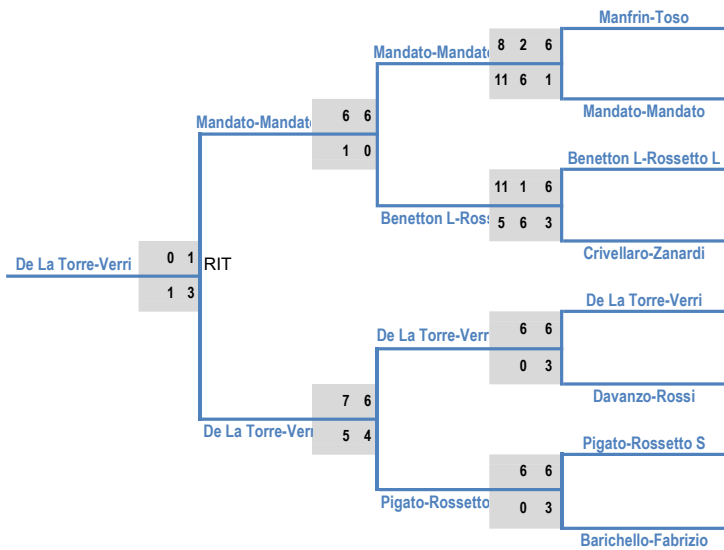 Manfrin-Toso
8 2 6
Mandato-Mandato
11 6 1
Mandato-Mandato
6 6
Mandato-Mandato
1 0
Benetton L-Rossetto L
11 1 6
Benetton L-Ross
5 6 3
Crivellaro-Zanardi
0 1 RIT
De La Torre-Verri
1 3
De La Torre-Verri
6 6
De La Torre-Verr
0 3
Davanzo-Rossi
7 6
De La Torre-Verr
5 4
Pigato-Rossetto S
6 6
Pigato-Rossetto
0 3
Barichello-Fabrizio